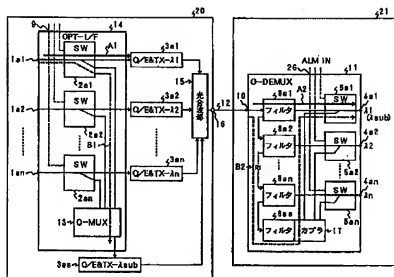 20
21
9
14
OPT-I/F
SW
A1
1a1
O/E&TX-λ1
3a1
2a1
15
光合波
1a2
SW
O/E&TX-λ2
3a2
2a2
12
16
B1
1an
SW
O/E&TX-λn
3an
2an
13
O-MUX
3as
O/E&TX-λsub
ALM IN
26
11
O-DEMUX
10
8a1
A2
SW
4a1
フィルタ
λ1
(λsub)
5a1
8a2
フィルタ
SW
4a2
λ2
5a2
B2
8an
フィルタ
SW
4an
λn
5an
8as
フィルタ
カプラ
17